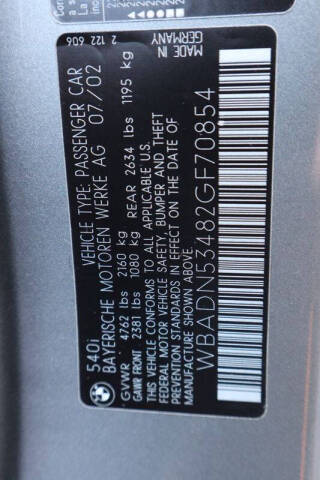 2 122 606
GERMANY
540i VEHICLE TYPE: PASSENGER CAR
BAYERISCHE MOTOREN WERKE AG 07/02
GVWR 4762 lbs 2160 kg
GAWR FRONT 2381 lbs 1080 kg REAR 2634 lbs 1195 kg
THIS VEHICLE CONFORMS TO ALL APPLICABLE U.S.
FEDERAL MOTOR VEHICLE SAFETY, BUMPER AND THEFT
PREVENTION STANDARDS IN EFFECT ON THE DATE OF
MANUFACTURE SHOWN ABOVE.
WBADN53482GF70854